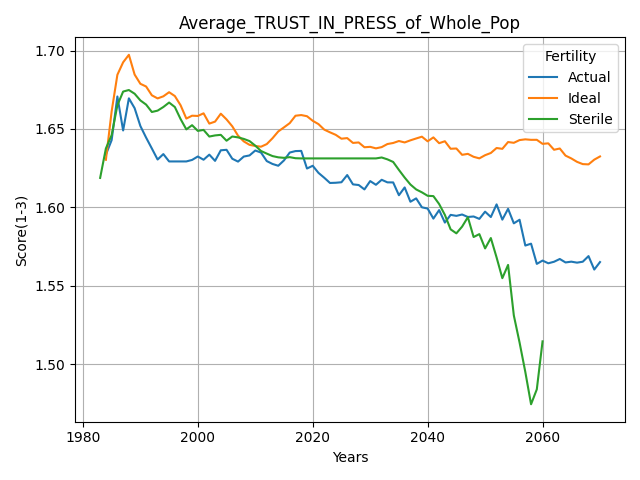 Average_TRUST_IN_PRESS_of_Whole_Pop
Fertility
Actual
Ideal
Sterile
Score(1-3)
1.70
1.65
1.60
1.55
1.50
1980
2000
2020
2040
2060
Years